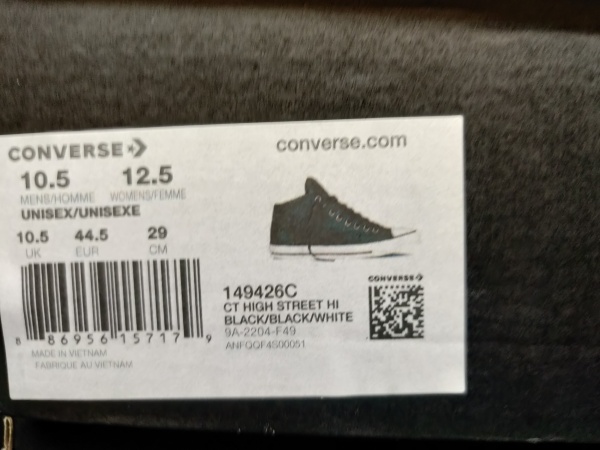 CONVERSE
converse.com
10.5 12.5
MENS/HOMME WOMENS/FEMME
UNISEX/UNISEXE
10.5 44.5 29
UK EUR CM
149426C
CT HIGH STREET HI
BLACK/BLACK/WHITE
9A-2204-F49
ANFQQF4S00051
CONVERSE
8 86956 15717 9
MADE IN VIETNAM
FABRIQUE AU VIETNAM